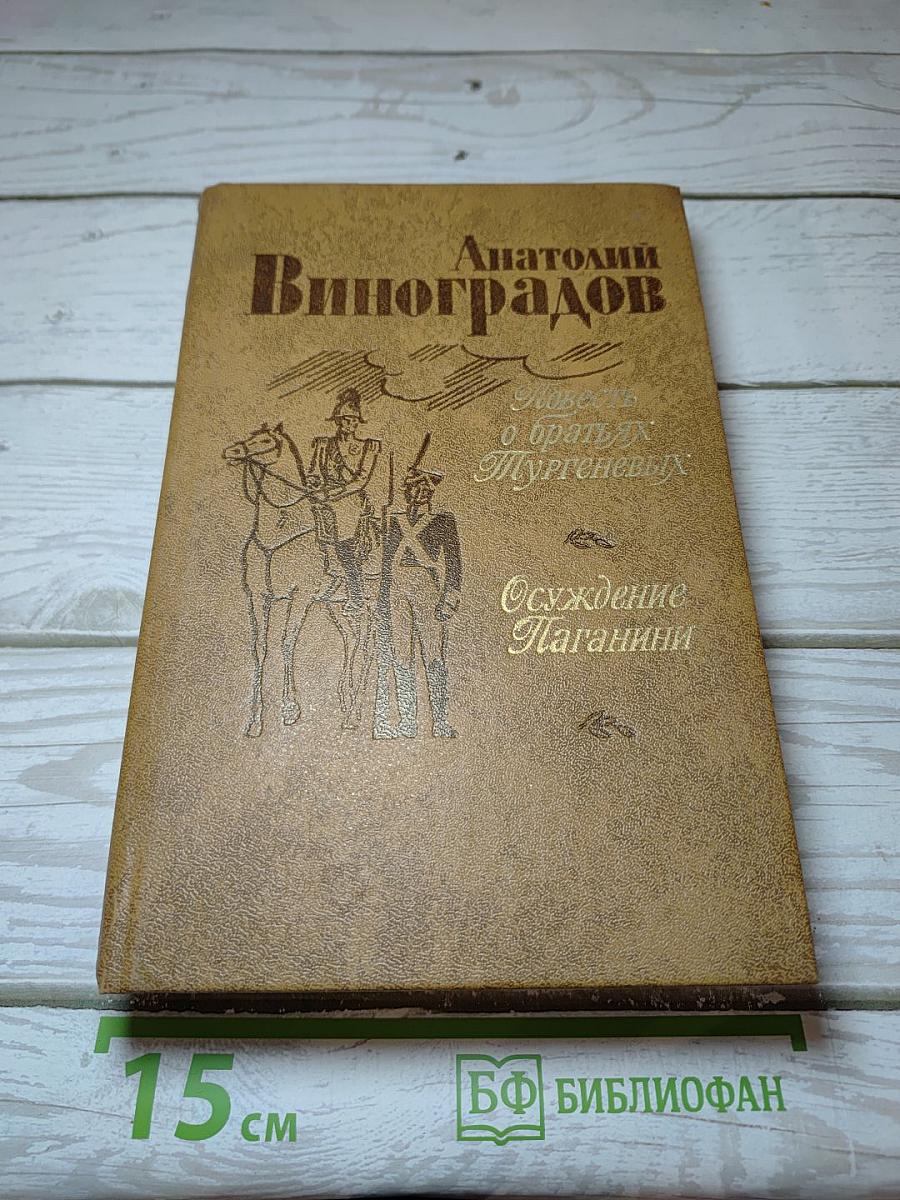 Анатолий
Виноградов
Повесть
о братьях
Тургеневых
Осуждение
Паганини
15 см
БФ БИБЛИОФАН